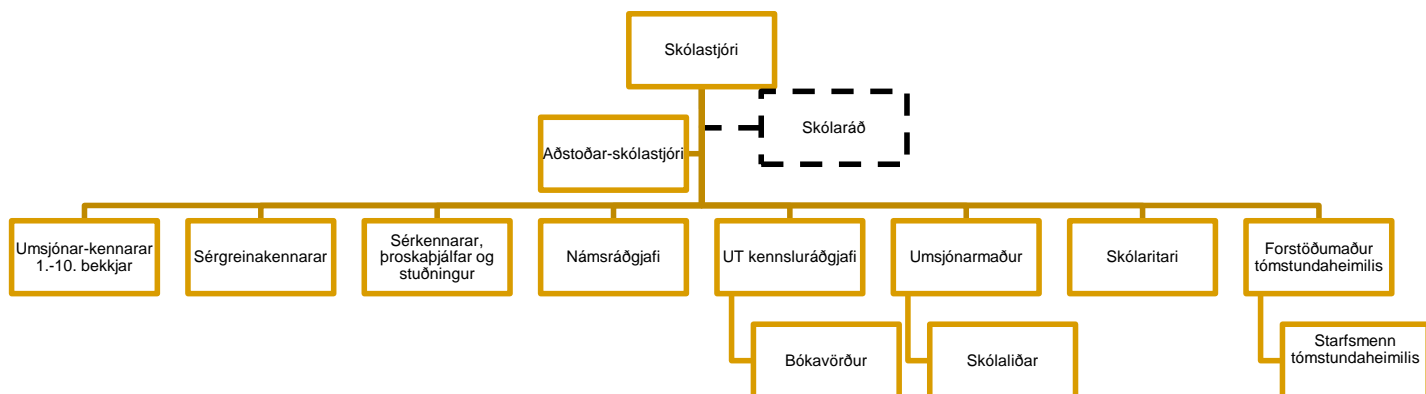 Skólastjóri
Skólaráð
Aðstoðar-skólastjóri
Umsjónar-kennarar
1.-10. bekkjar
Sérgreinakennarar
Sérkennarar,
þroskaþjálfar og
stuðningur
Námsráðgjafi
UT kennsluráðgjafi
Umsjónarmaður
Skólaritari
Forstöðumaður
tómstundaheimilis
Bókavörður
Skólaliðar
Starfsmenn
tómstundaheimilis